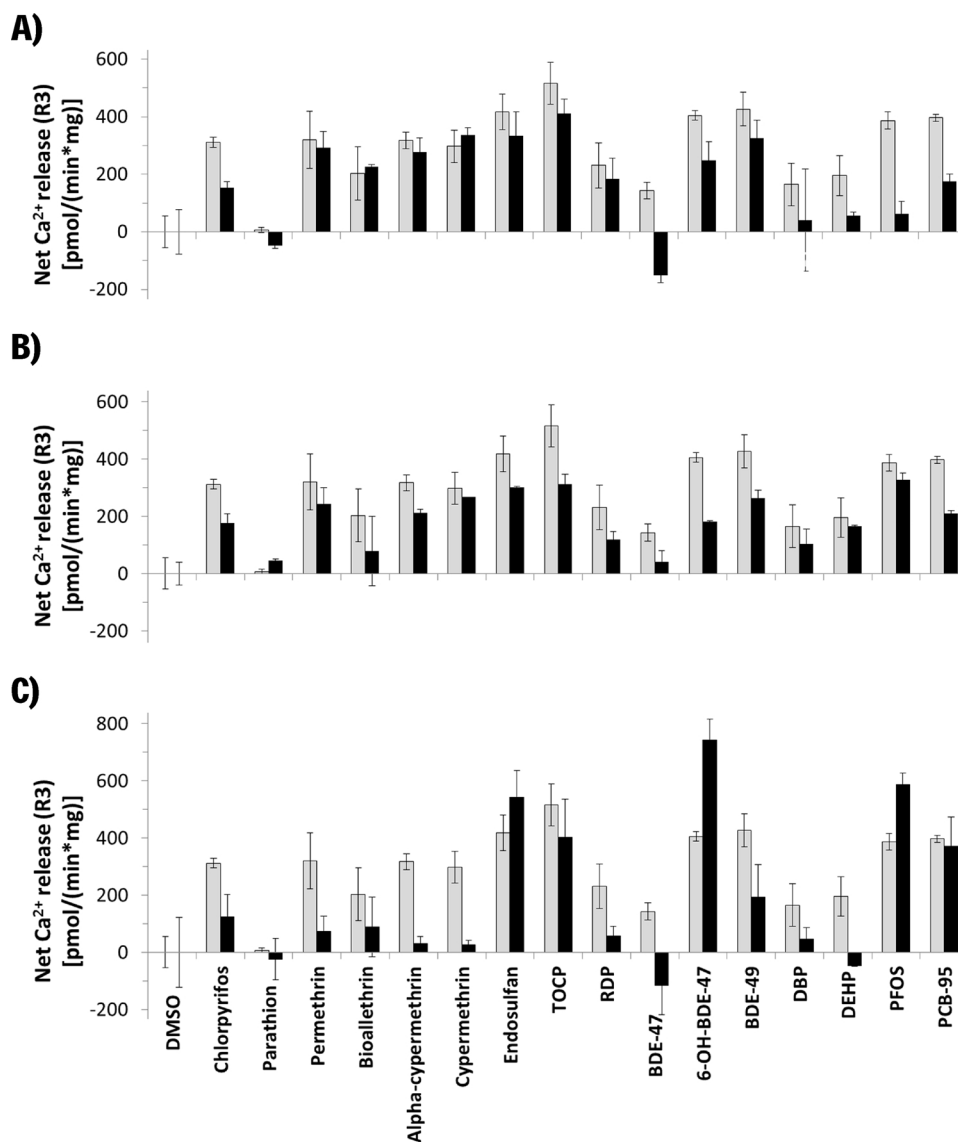 A)
Net Ca²⁺ release (R3)
[pmol/(min*mg)]
600
400
200
0
-200
B)
Net Ca²⁺ release (R3)
[pmol/(min*mg)]
600
400
200
0
-200
C)
Net Ca²⁺ release (R3)
[pmol/(min*mg)]
800
600
400
200
0
-200
DMSO
Chlorpyrifos
Parathion
Permethrin
Bioallethrin
Alpha-cypermethrin
Cypermethrin
Endosulfan
TOCP
RDP
BDE-47
6-OH-BDE-47
BDE-49
DBP
DEHP
PFOS
PCB-95